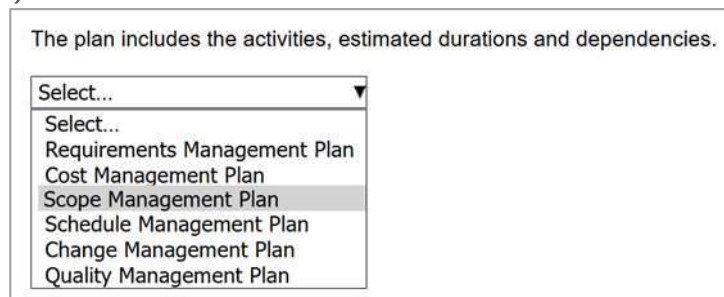 The plan includes the activities, estimated durations and dependencies.
Select...
Select...
Requirements Management Plan
Cost Management Plan
Scope Management Plan
Schedule Management Plan
Change Management Plan
Quality Management Plan